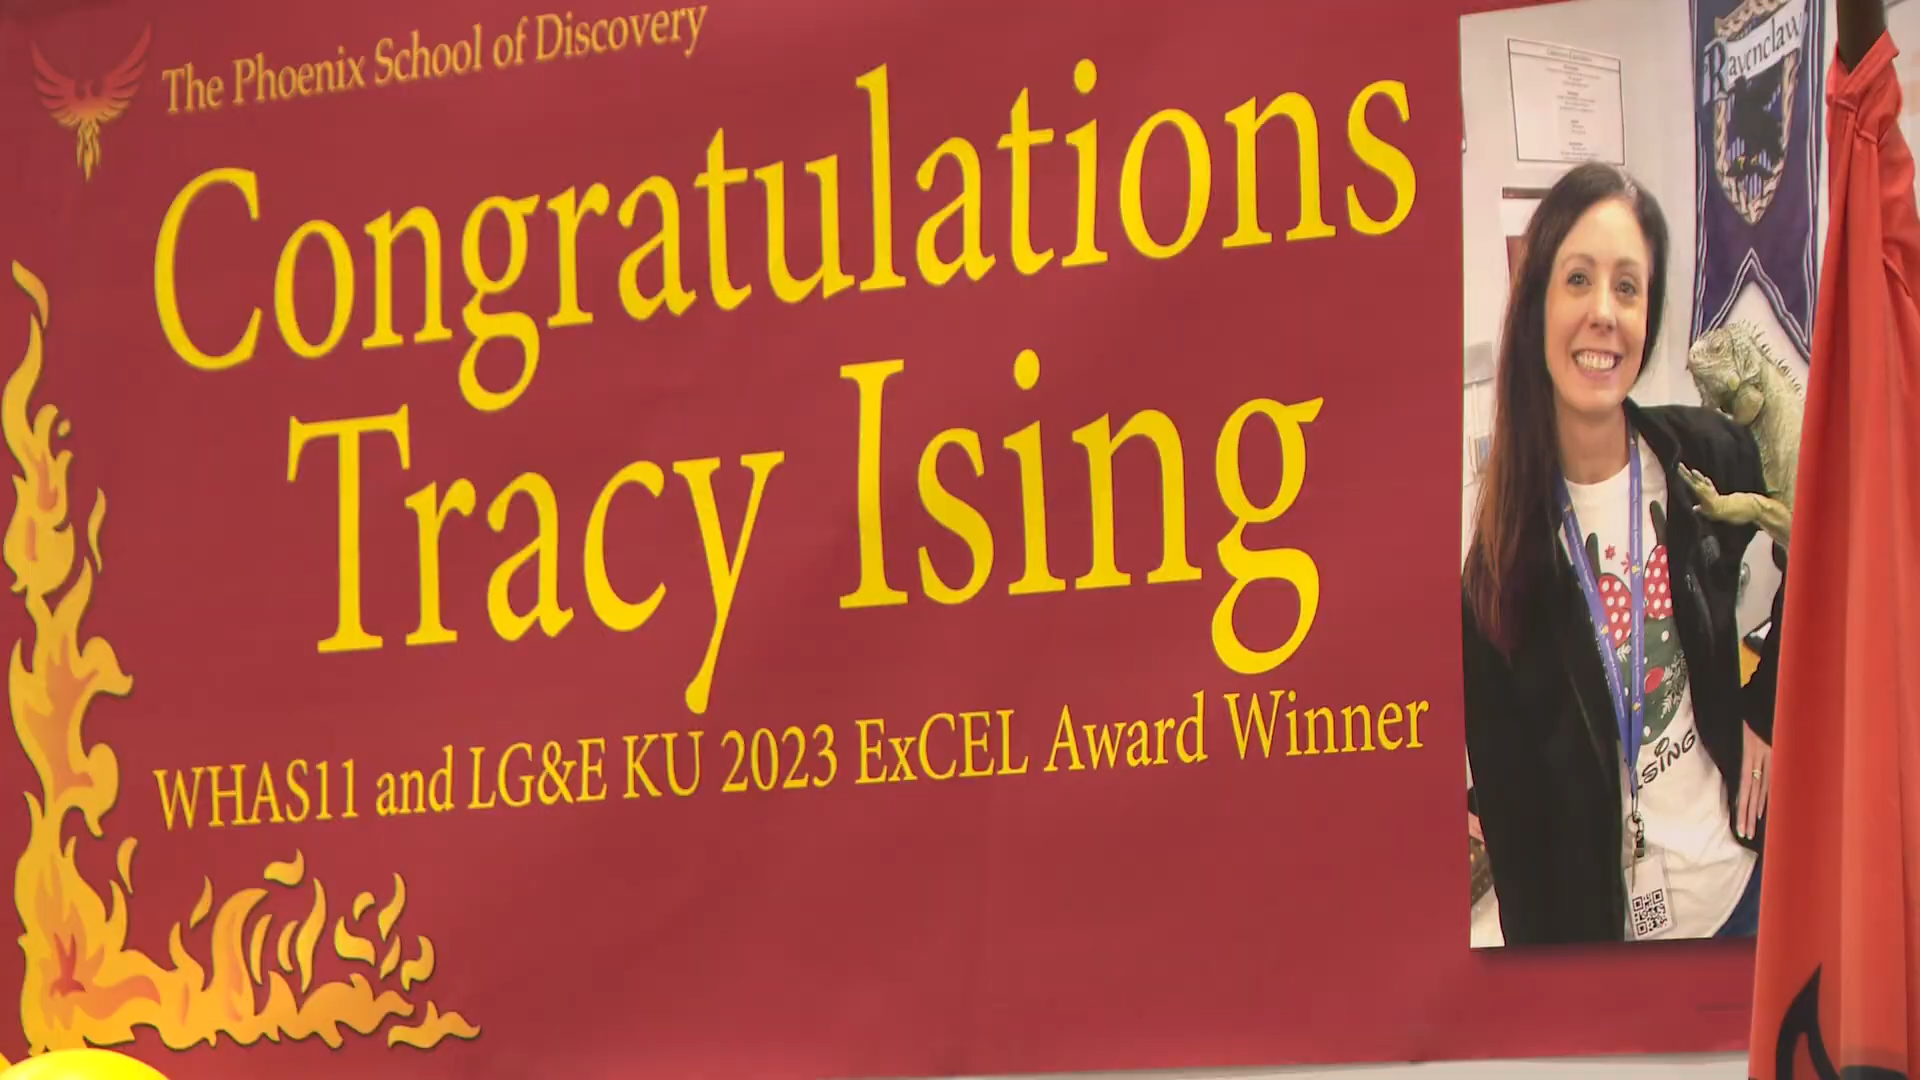 The Phoenix School of Discovery
Congratulations
Tracy Ising
WHAS11 and LG&E KU 2023 ExCEL Award Winner
Ravenclaw
ISING